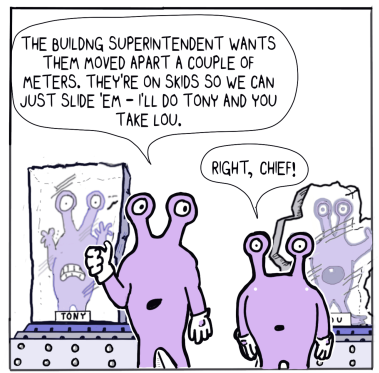 THE BUILDNG SUPERINTENDENT WANTS
THEM MOVED APART A COUPLE OF
METERS. THEY'RE ON SKIDS SO WE CAN
JUST SLIDE 'EM – I'LL DO TONY AND YOU
TAKE LOU.
RIGHT, CHIEF!
TONY
U